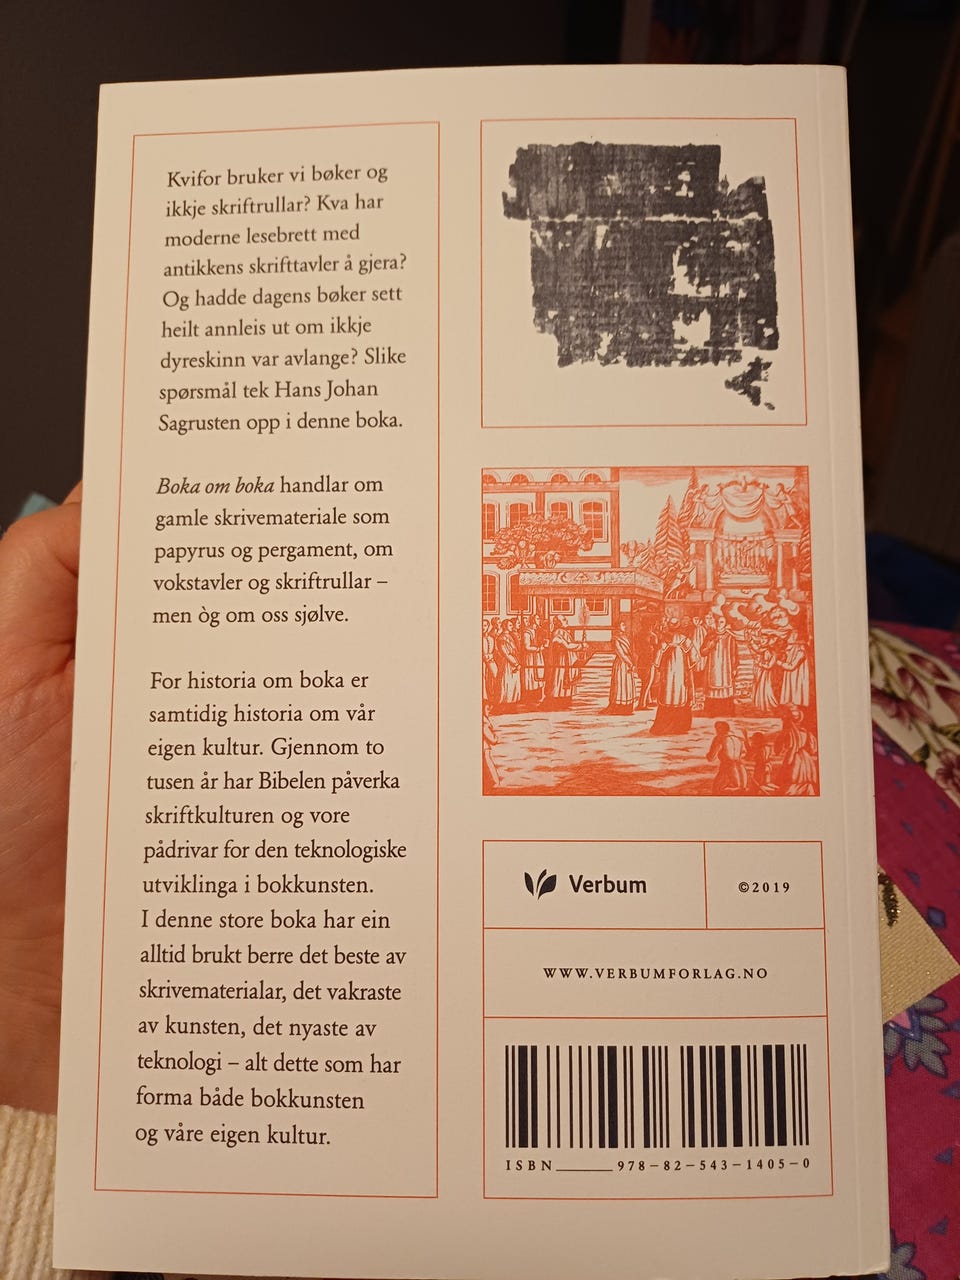 Kvifor bruker vi bøker og
ikkje skriftrullar? Kva har
moderne lesebrett med
antikkens skrifttavler å gjera?
Og hadde dagens bøker sett
heilt annleis ut om ikkje
dyreskinn var avlange? Slike
spørsmål tek Hans Johan
Sagrusten opp i denne boka.
Boka om boka handlar om
gamle skrivemateriale som
papyrus og pergament, om
vokstavler og skriftrullar –
men òg om oss sjølve.
For historia om boka er
samtidig historia om vår
eigen kultur. Gjennom to
tusen år har Bibelen påverka
skriftkulturen og vore
pådrivar for den teknologiske
utviklinga i bokkunsten.
I denne store boka har ein
alltid brukt berre det beste av
skrivematerialar, det vakraste
av kunsten, det nyaste av
teknologi – alt dette som har
forma både bokkunsten
og våre eigen kultur.
Verbum
©2019
WWW.VERBUMFORLAG.NO
ISBN______978-82-543-1405-0